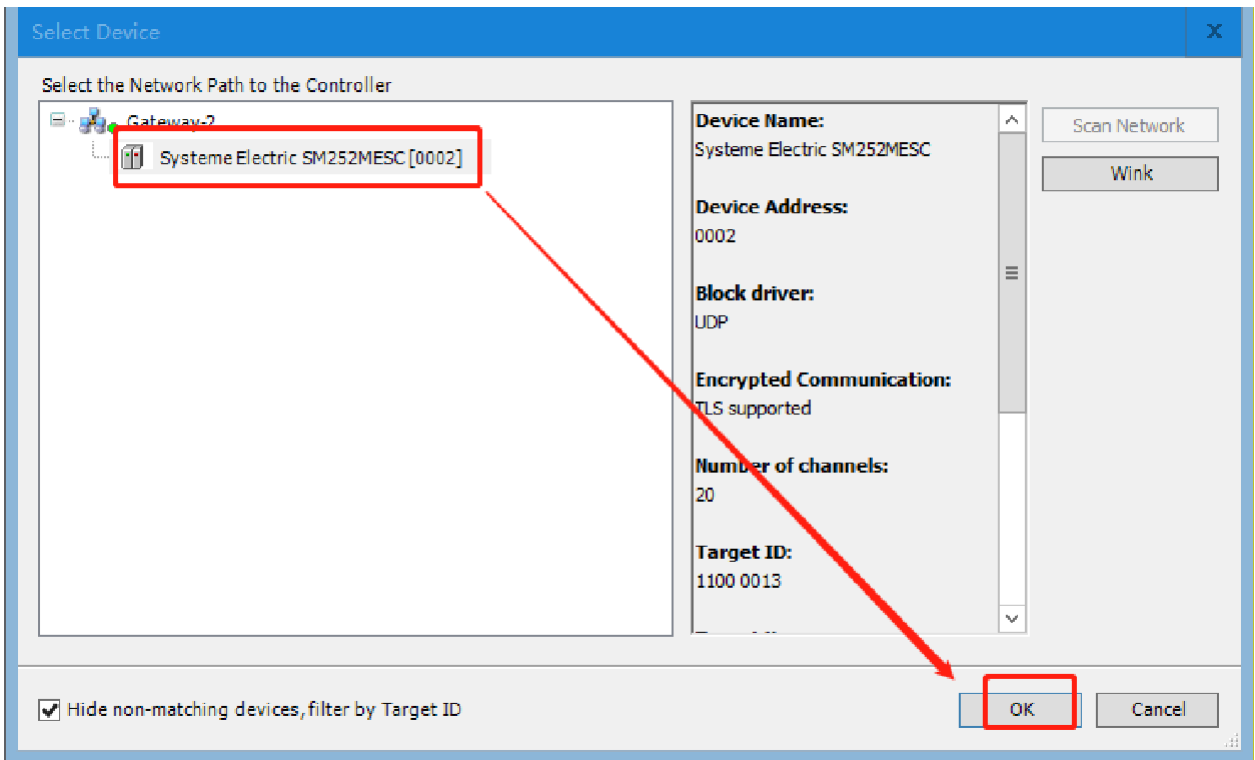 Select Device
x
Select the Network Path to the Controller
Gateway-2
Systeme Electric SM252MESC [0002]
Device Name:
Systeme Electric SM252MESC
Device Address:
0002
Block driver:
UDP
Encrypted Communication:
TLS supported
Number of channels:
20
Target ID:
1100 0013
Scan Network
Wink
Hide non-matching devices, filter by Target ID
OK
Cancel